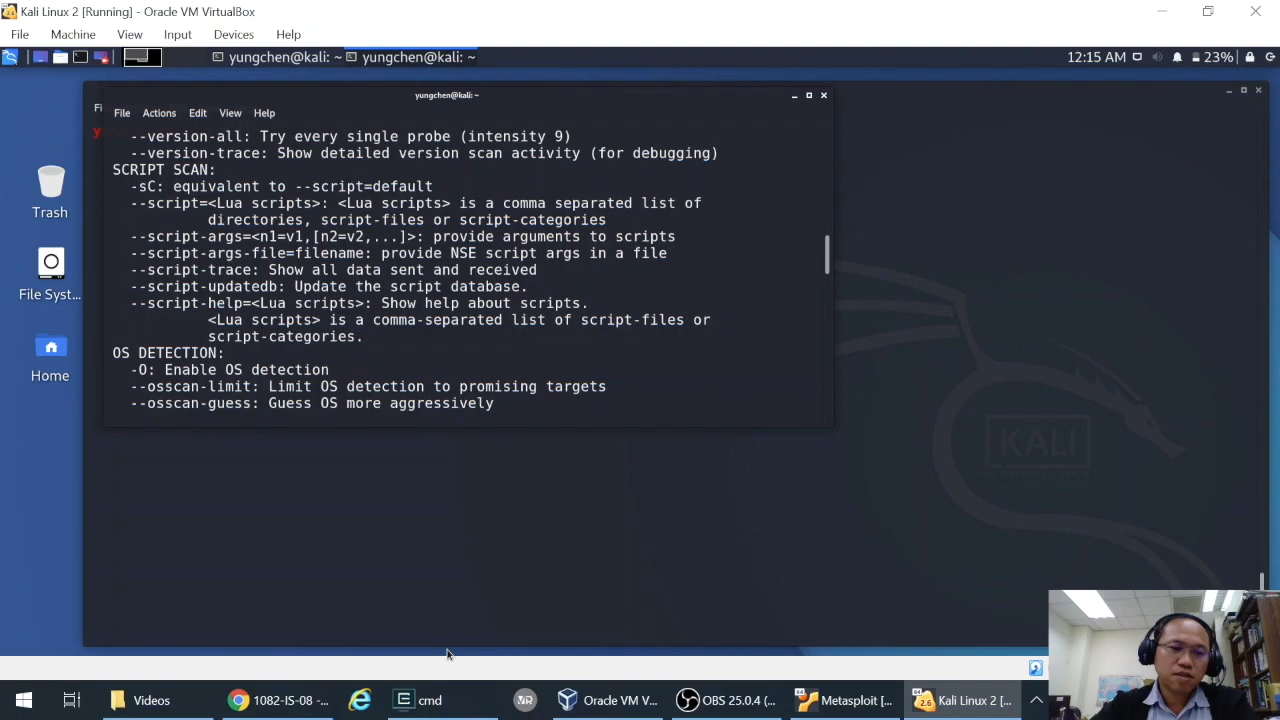 Kali Linux 2 [Running] - Oracle VM VirtualBox
File Machine View Input Devices Help
yungchen@kali: ~ yungchen@kali: ~ 12:15 AM 23%
yungchen@kali: ~
Fi
File Actions Edit View Help
y
--version-all: Try every single probe (intensity 9)
--version-trace: Show detailed version scan activity (for debugging)
SCRIPT SCAN:
-sC: equivalent to --script=default
--script=<Lua scripts>: <Lua scripts> is a comma separated list of
directories, script-files or script-categories
--script-args=<n1=v1,[n2=v2,...]>: provide arguments to scripts
--script-args-file=filename: provide NSE script args in a file
--script-trace: Show all data sent and received
--script-updatedb: Update the script database.
--script-help=<Lua scripts>: Show help about scripts.
<Lua scripts> is a comma-separated list of script-files or
script-categories.
OS DETECTION:
-O: Enable OS detection
--osscan-limit: Limit OS detection to promising targets
--osscan-guess: Guess OS more aggressively
Trash
File Syst...
Home
KALI
Videos 1082-IS-08 -... cmd VR Oracle VM V... OBS 25.0.4 (... Metasploit [... 2.6 Kali Linux 2 [...